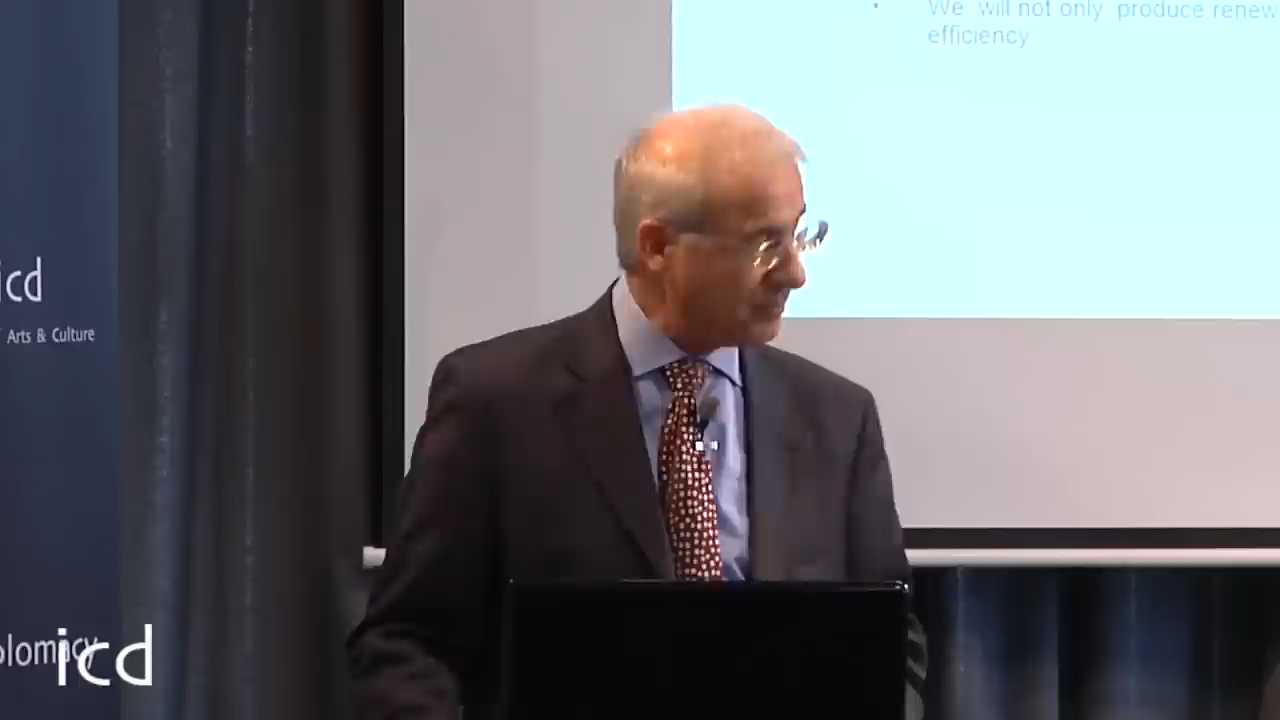 We will not only produce renew
efficiency
icd
Arts & Culture
icd